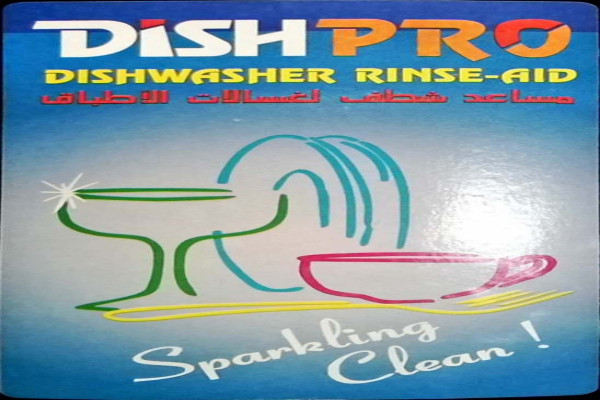 DiSHPRO
DISHWASHER RINSE-AID
مساعد شطف لغسالات الاطباق
Sparkling
Clean !